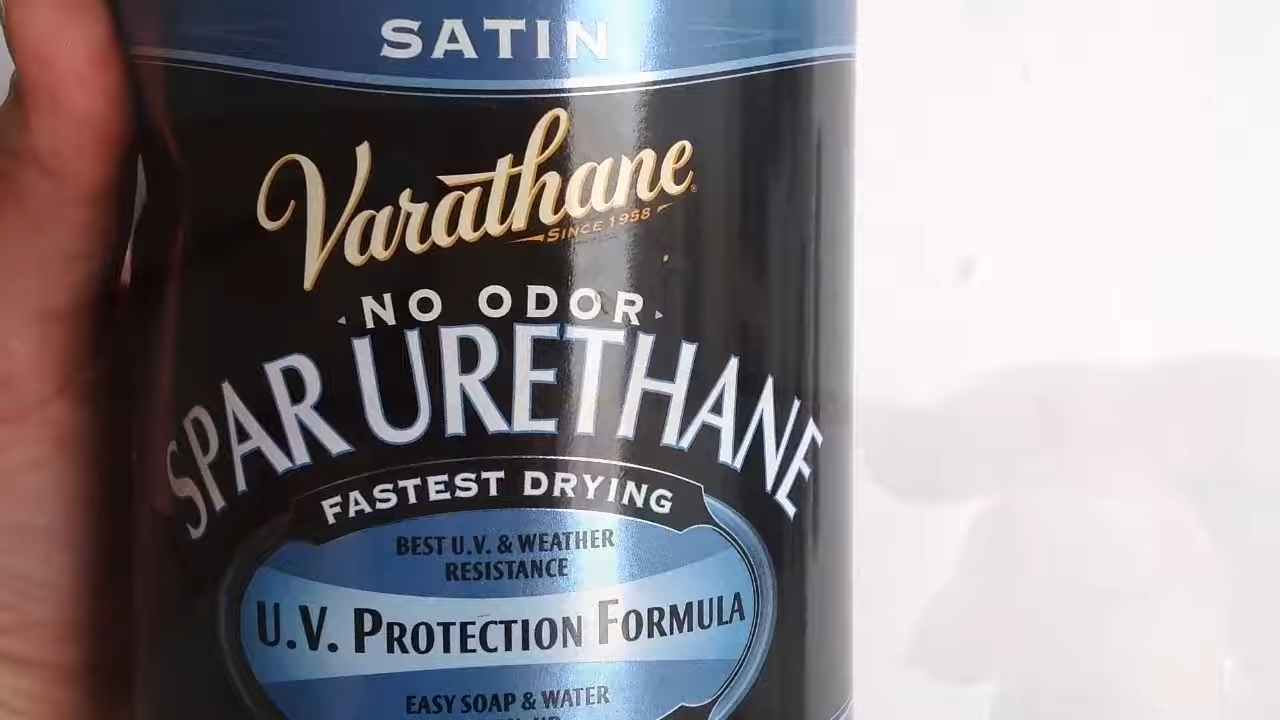 SATIN
Varathane
SINCE 1958
NO ODOR
SPAR URETHANE
FASTEST DRYING
BEST U.V. & WEATHER
RESISTANCE
U.V. PROTECTION FORMULA
EASY SOAP & WATER